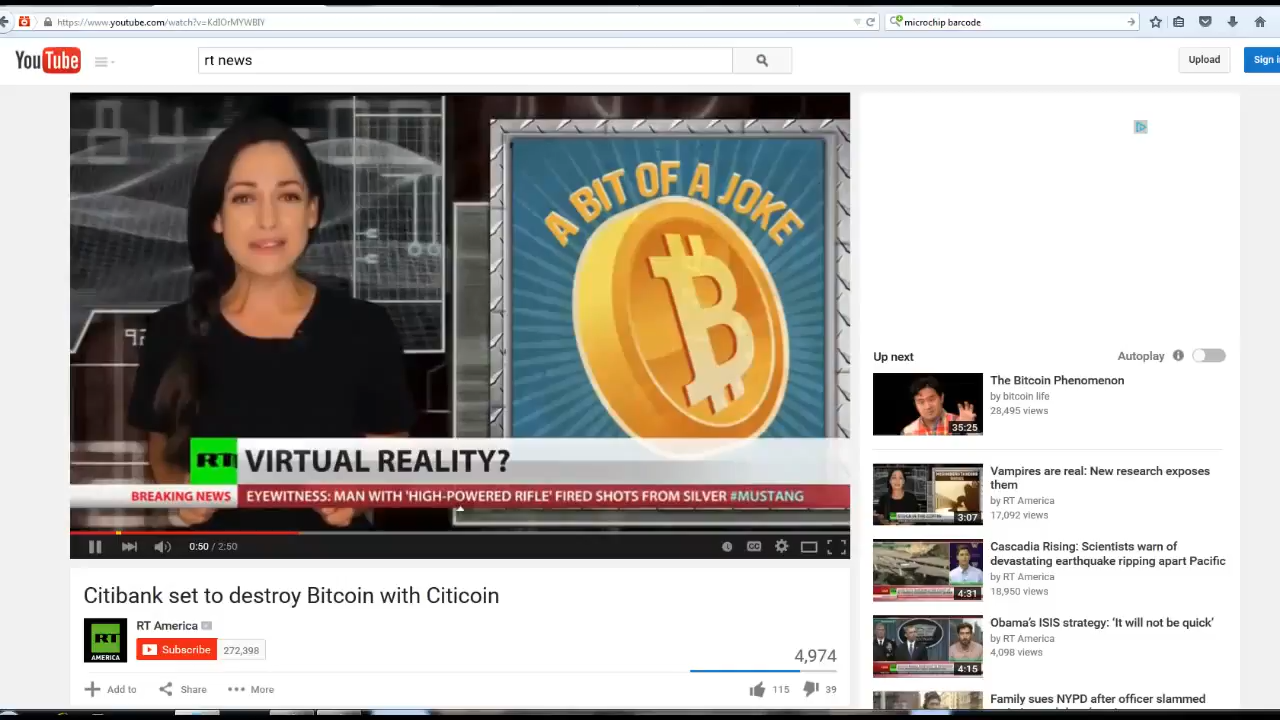 https://www.youtube.com/watch?v=KdIOrMYWBIY
microchip barcode
YouTube
rt news
Upload
Sign i
A BIT OF A JOKE
RT
VIRTUAL REALITY?
BREAKING NEWS
EYEWITNESS: MAN WITH 'HIGH-POWERED RIFLE' FIRED SHOTS FROM SILVER #MUSTANG
0:50 / 2:50
CC
Citibank set to destroy Bitcoin with Citicoin
RT
AMERICA
RT America
Subscribe
272,398
4,974
Add to
Share
More
115
39
Up next
Autoplay
The Bitcoin Phenomenon
by bitcoin life
28,495 views
35:25
Vampires are real: New research exposes
them
by RT America
17,092 views
3:07
Cascadia Rising: Scientists warn of
devastating earthquake ripping apart Pacific
by RT America
18,950 views
4:31
Obama's ISIS strategy: 'It will not be quick'
by RT America
4,098 views
4:15
Family sues NYPD after officer slammed